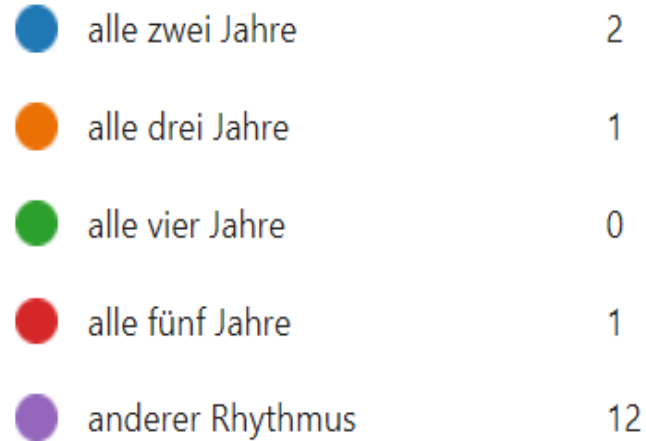 alle zwei Jahre 2
alle drei Jahre 1
alle vier Jahre 0
alle fünf Jahre 1
anderer Rhythmus 12